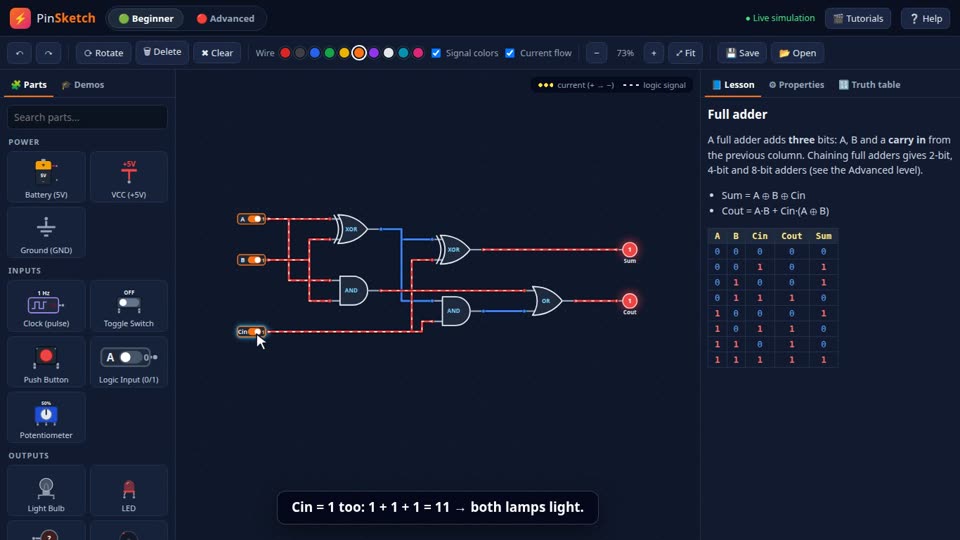 PinSketch
Beginner
Advanced
Live simulation
Tutorials
? Help
Rotate
Delete
Clear
Wire
Signal colors
Current flow
−
73%
+
Fit
Save
Open
Parts
Demos
Search parts...
POWER
5V
Battery (5V)
+5V
VCC (+5V)
Ground (GND)
INPUTS
1 Hz
Clock (pulse)
OFF
Toggle Switch
Push Button
A 0
Logic Input (0/1)
50%
Potentiometer
OUTPUTS
Light Bulb
LED
?
current (+ → −)
logic signal
A
B
Cin
XOR
AND
XOR
AND
OR
1
Sum
1
Cout
Cin = 1 too: 1 + 1 + 1 = 11 → both lamps light.
Lesson
Properties
Truth table
Full adder
A full adder adds three bits: A, B and a carry in from
the previous column. Chaining full adders gives 2-bit,
4-bit and 8-bit adders (see the Advanced level).
• Sum = A ⊕ B ⊕ Cin
• Cout = A·B + Cin·(A ⊕ B)
A B Cin Cout Sum
0 0 0 0 0
0 0 1 0 1
0 1 0 0 1
0 1 1 1 0
1 0 0 0 1
1 0 1 1 0
1 1 0 1 0
1 1 1 1 1